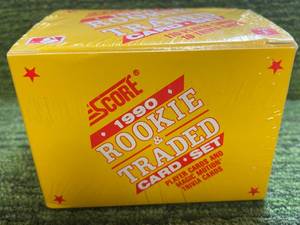 SCORE®
1990
ROOKIE
&
TRADED
CARD • SET
PLAYER CARDS AND
MAGIC MOTION
TRIVIA CARDS